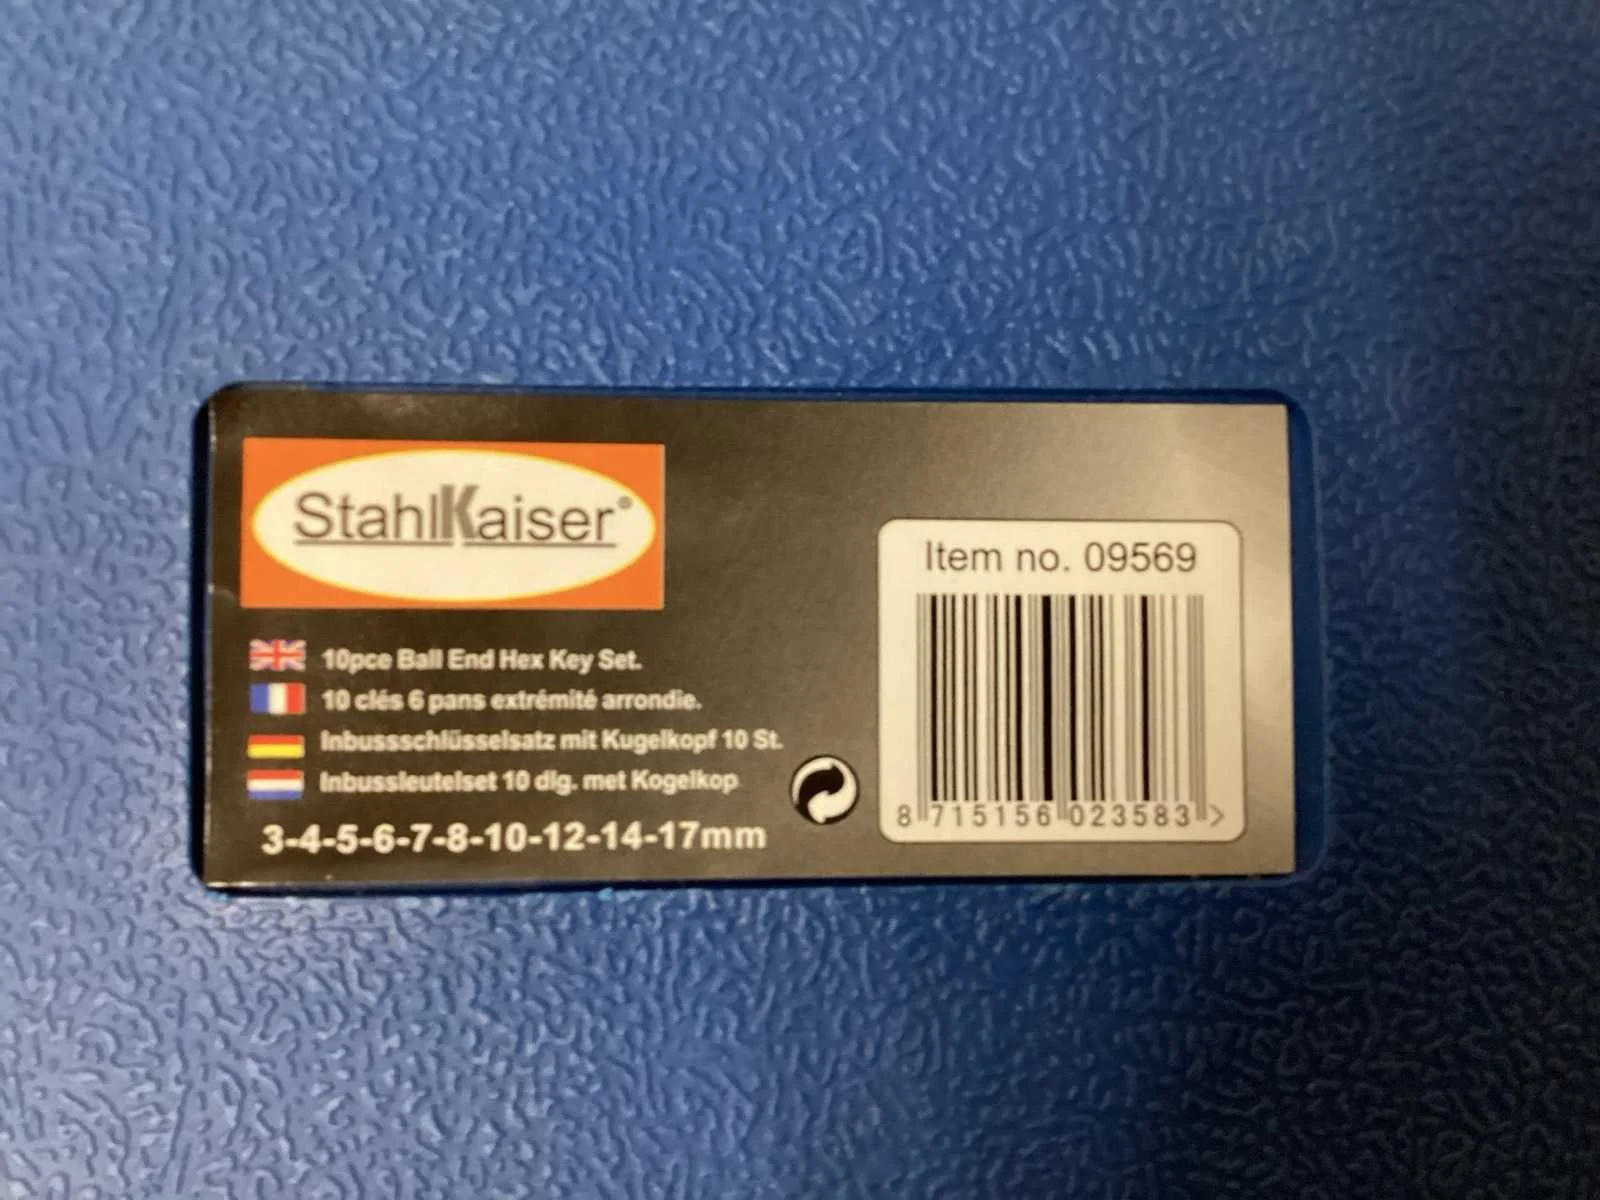 StahlKaiser®
10pce Ball End Hex Key Set.
10 clés 6 pans extrémité arrondie.
Inbussschlüsselsatz mit Kugelkopf 10 St.
Inbussleutelset 10 dlg. met Kogelkop
3-4-5-6-7-8-10-12-14-17mm
Item no. 09569
8 715156 023583 >